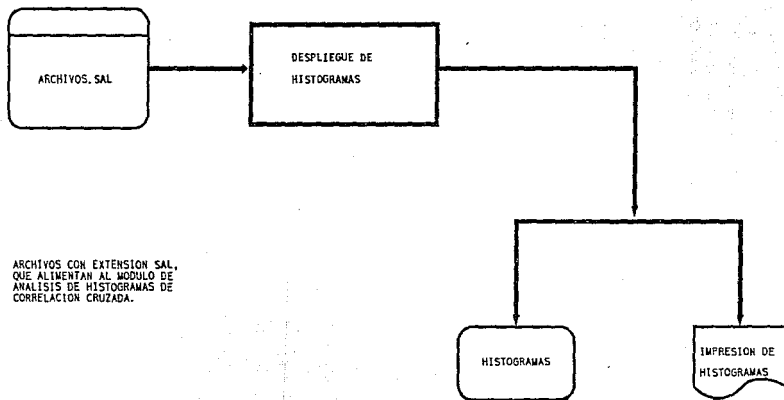 ARCHIVOS.SAL
DESPLIEGUE DE
HISTOGRAMAS
ARCHIVOS CON EXTENSION SAL,
QUE ALIMENTAN AL MODULO DE
ANALISIS DE HISTOGRAMAS DE
CORRELACION CRUZADA.
HISTOGRAMAS
IMPRESION DE
HISTOGRAMAS